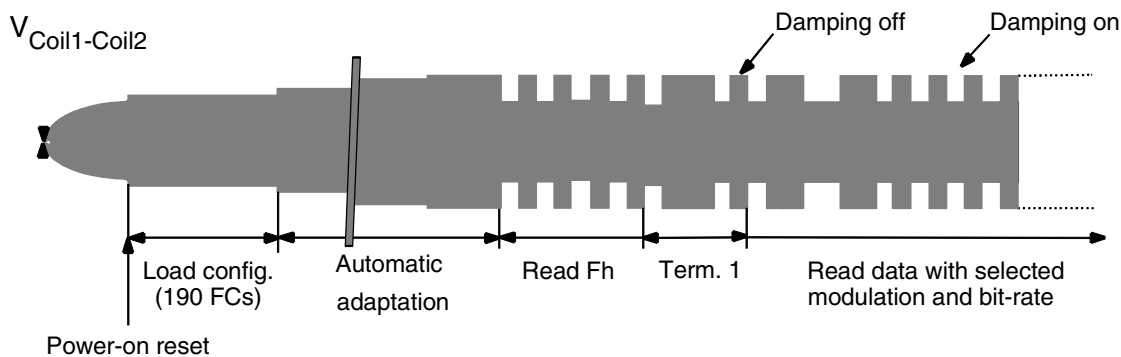 Damping off
Damping on
V Coil1-Coil2
Load config.
(190 FCs)
Automatic
adaptation
Read Fh
Term. 1
Read data with selected
modulation and bit-rate
Power-on reset